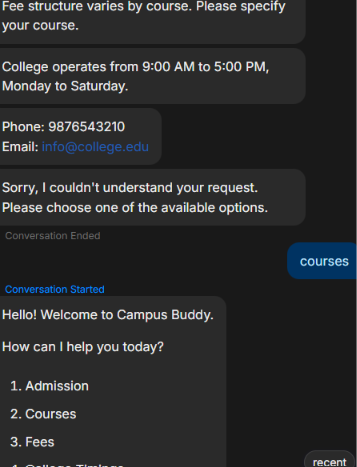 Fee structure varies by course. Please specify
your course.
College operates from 9:00 AM to 5:00 PM,
Monday to Saturday.
Phone: 9876543210
Email: info@college.edu
Sorry, I couldn't understand your request.
Please choose one of the available options.
Conversation Ended
courses
Conversation Started
Hello! Welcome to Campus Buddy.
How can I help you today?
1. Admission
2. Courses
3. Fees
recent